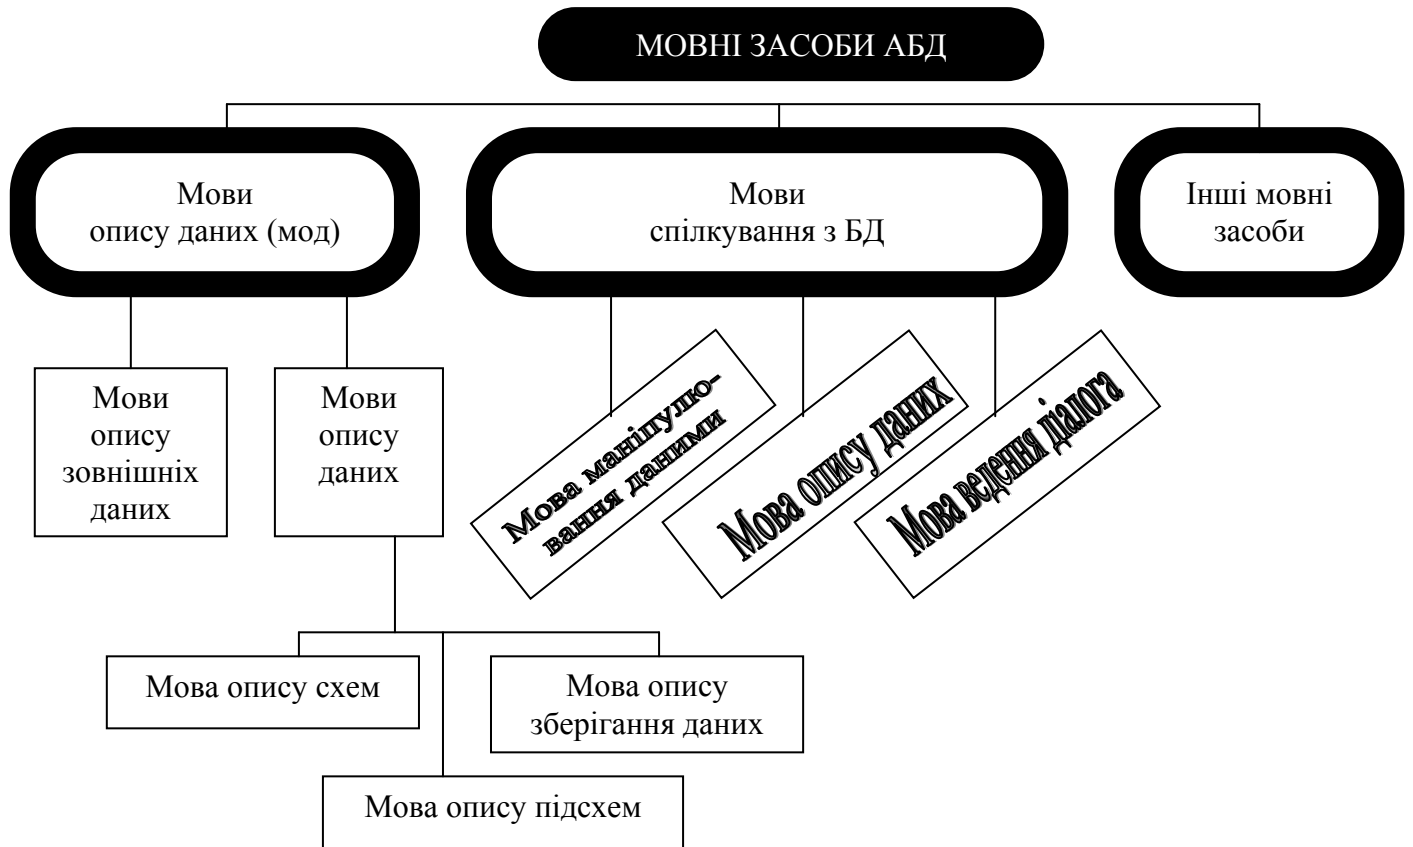 МОВНІ ЗАСОБИ АБД
Мови
опису даних (мод)
Мови
спілкування з БД
Інші мовні
засоби
Мови
опису
зовнішніх
даних
Мови
опису
даних
Мова маніпулю-
вання даними
Мова опису даних
Мова ведення діалога
Мова опису схем
Мова опису
зберігання даних
Мова опису підсхем